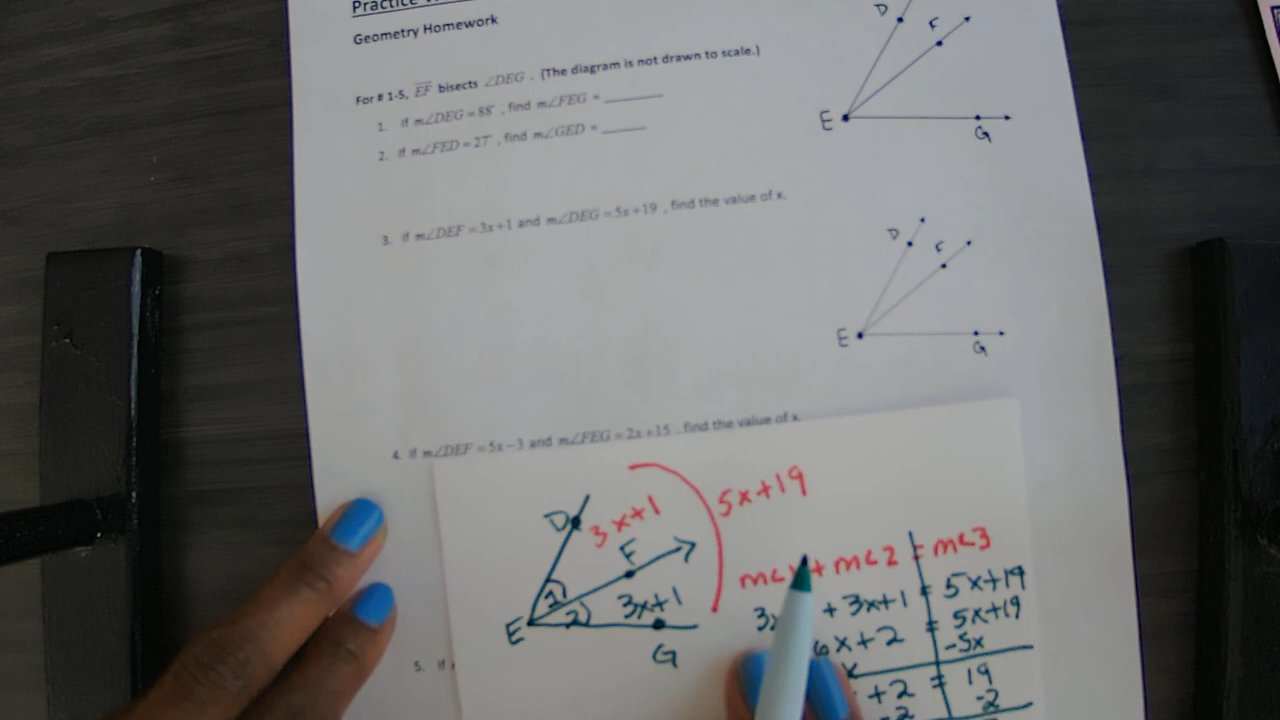 Practice
Geometry Homework
For # 1-5, EF bisects ∠DEG . (The diagram is not drawn to scale.)
1. If m∠DEG = 88° , find m∠FEG = ________
2. If m∠FED = 27° , find m∠GED = ______
3. If m∠DEF = 3x+1 and m∠DEG = 5x+19 , find the value of x.
4. If m∠DEF = 5x−3 and m∠FEG = 2x+15 , find the value of x.
5. If
D
F
E
G
D
F
E
G
D
3x+1
5x+19
F
3x+1
E
G
m<1 + m<2 = m<3
+ 3x+1 = 5x+19
6x+2 = 5x+19
-5x
+2 = 19
-2 -2